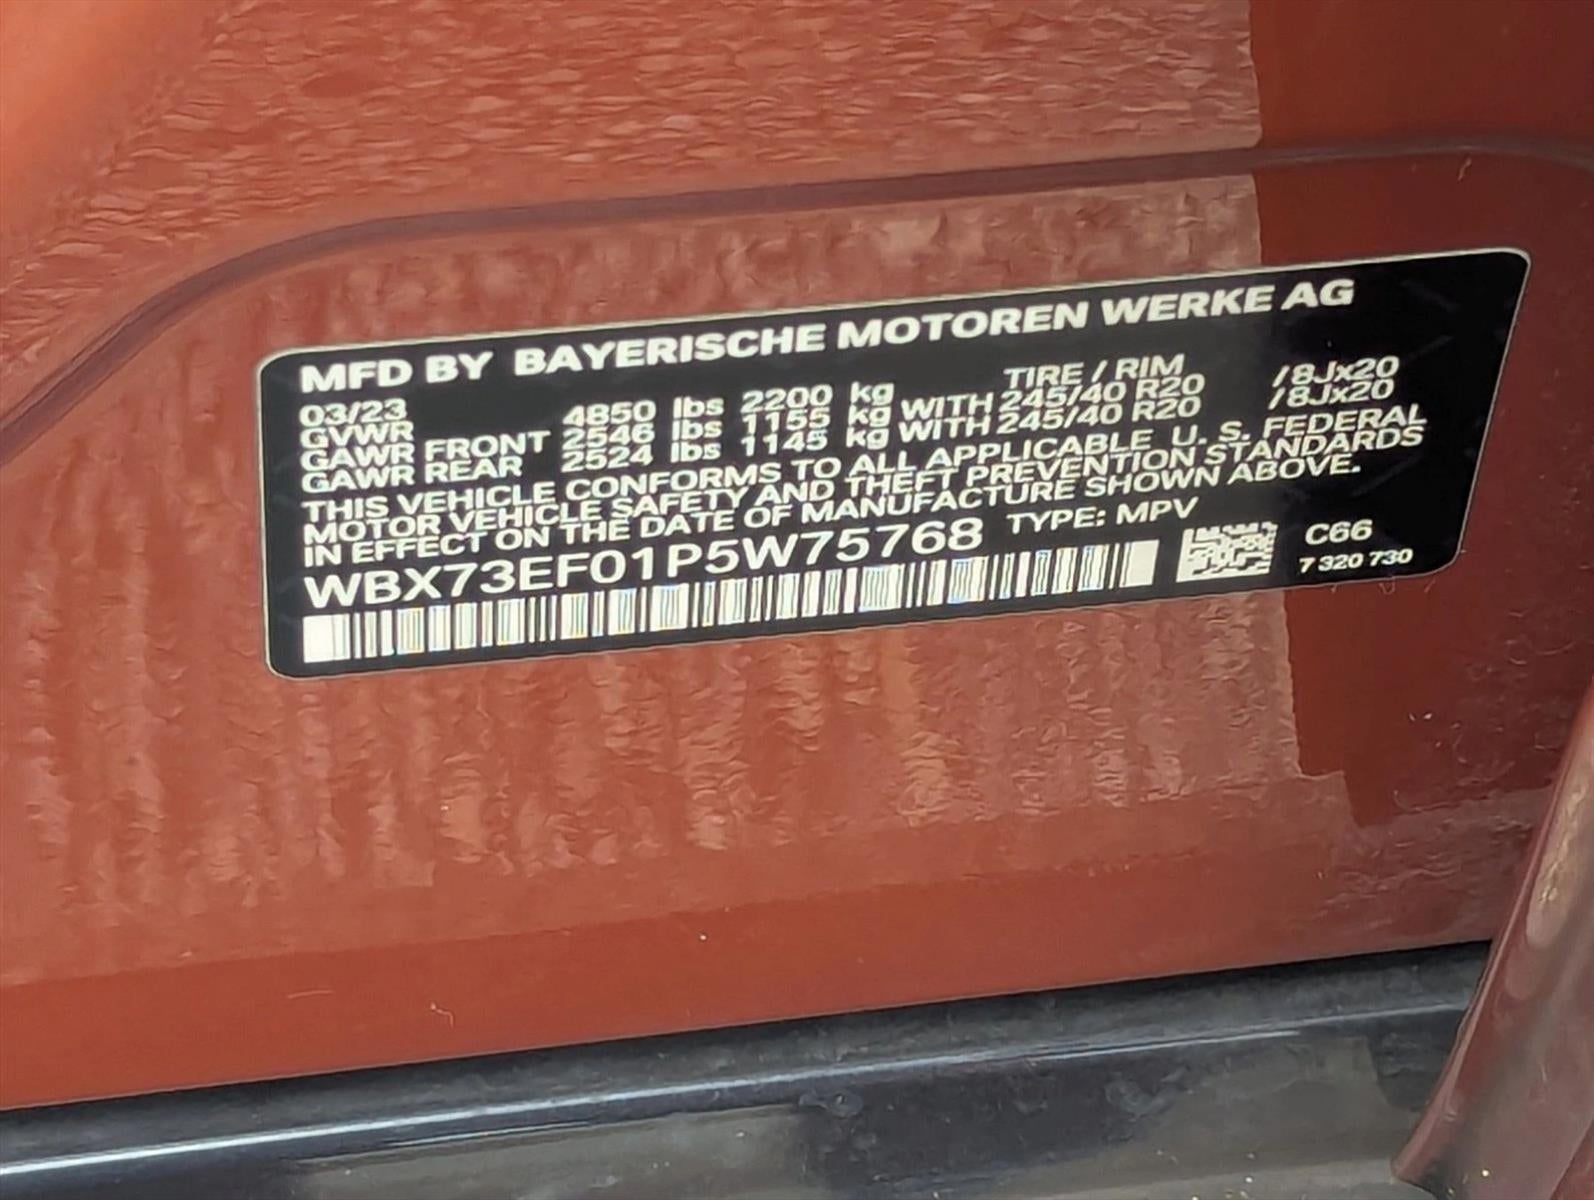 MFD BY BAYERISCHE MOTOREN WERKE AG
03/23 TIRE / RIM
GVWR 4850 lbs 2200 kg
GAWR FRONT 2546 lbs 1155 kg WITH 245/40 R20 /8Jx20
GAWR REAR 2524 lbs 1145 kg WITH 245/40 R20 /8Jx20
THIS VEHICLE CONFORMS TO ALL APPLICABLE U. S. FEDERAL
MOTOR VEHICLE SAFETY AND THEFT PREVENTION STANDARDS
IN EFFECT ON THE DATE OF MANUFACTURE SHOWN ABOVE.
WBX73EF01P5W75768 TYPE: MPV
C66
7 320 730